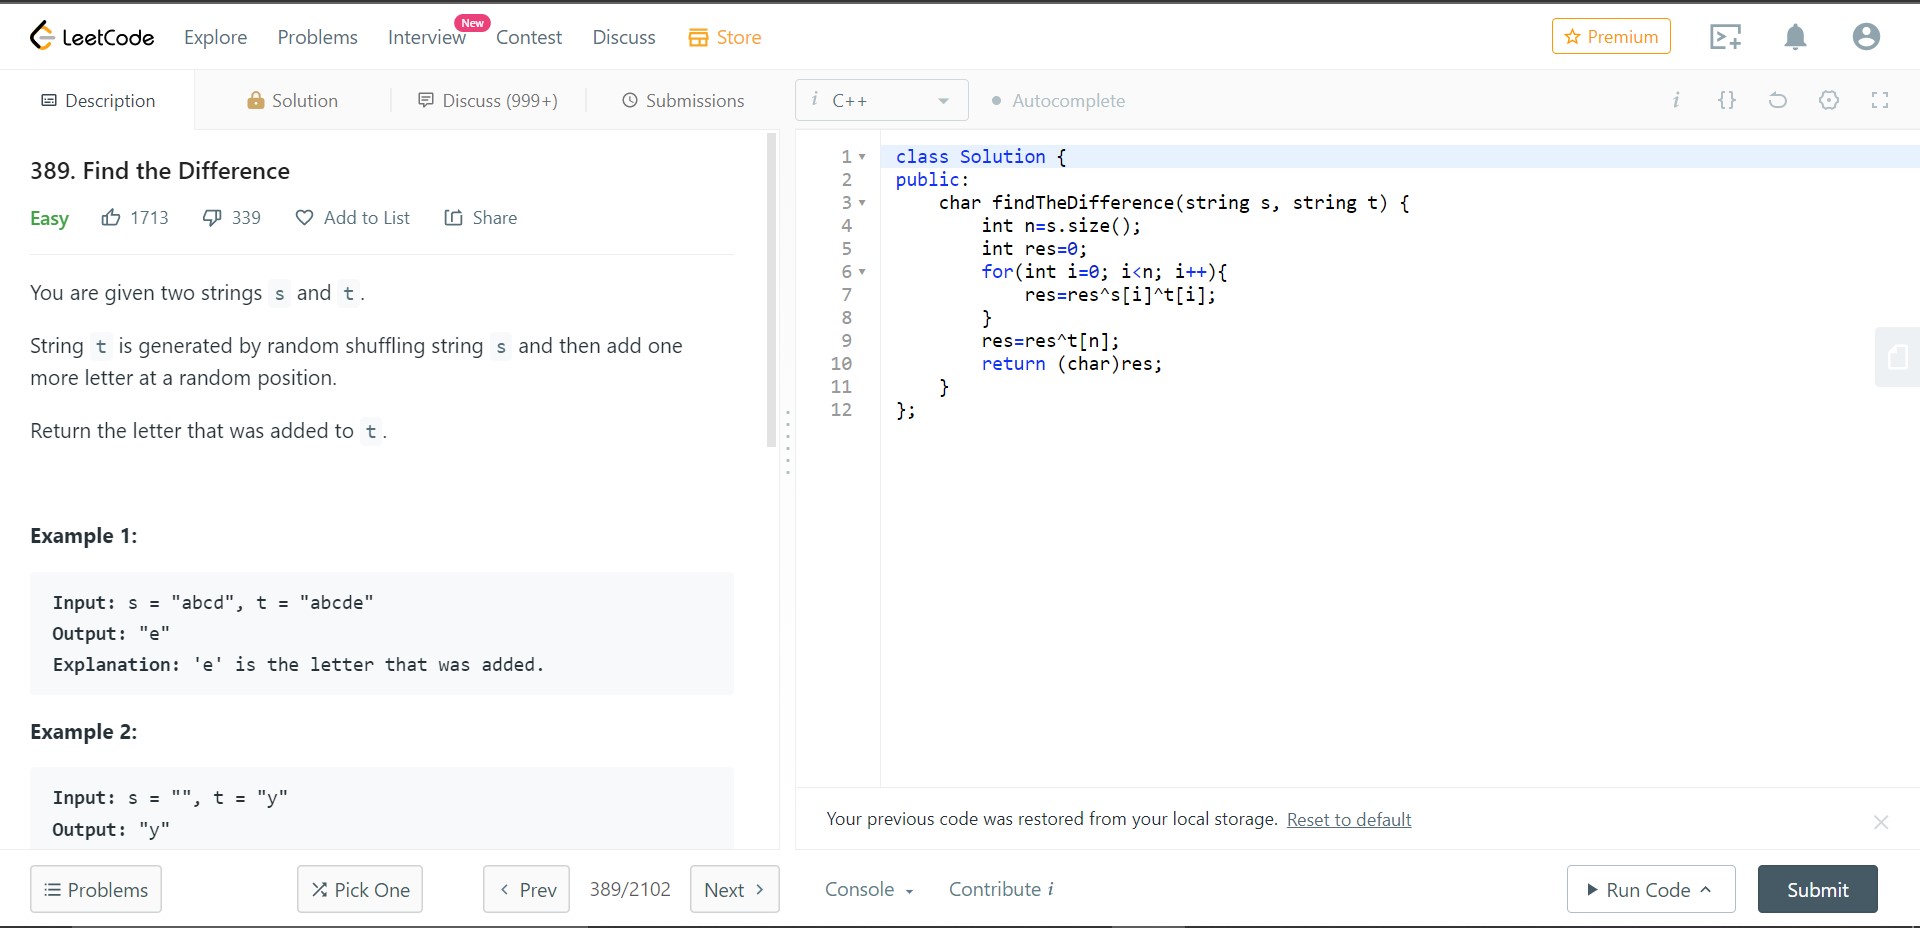 LeetCode Explore Problems Interview New Contest Discuss Store Premium
Description Solution Discuss (999+) Submissions i C++ Autocomplete i {}
389. Find the Difference
Easy 1713 339 Add to List Share
You are given two strings s and t.
String t is generated by random shuffling string s and then add one
more letter at a random position.
Return the letter that was added to t.
Example 1:
Input: s = "abcd", t = "abcde"
Output: "e"
Explanation: 'e' is the letter that was added.
Example 2:
Input: s = "", t = "y"
Output: "y"
1 class Solution {
2 public:
3     char findTheDifference(string s, string t) {
4         int n=s.size();
5         int res=0;
6         for(int i=0; i<n; i++){
7             res=res^s[i]^t[i];
8         }
9         res=res^t[n];
10         return (char)res;
11     }
12 };
Your previous code was restored from your local storage. Reset to default
Problems Pick One < Prev 389/2102 Next > Console Contribute i Run Code Submit